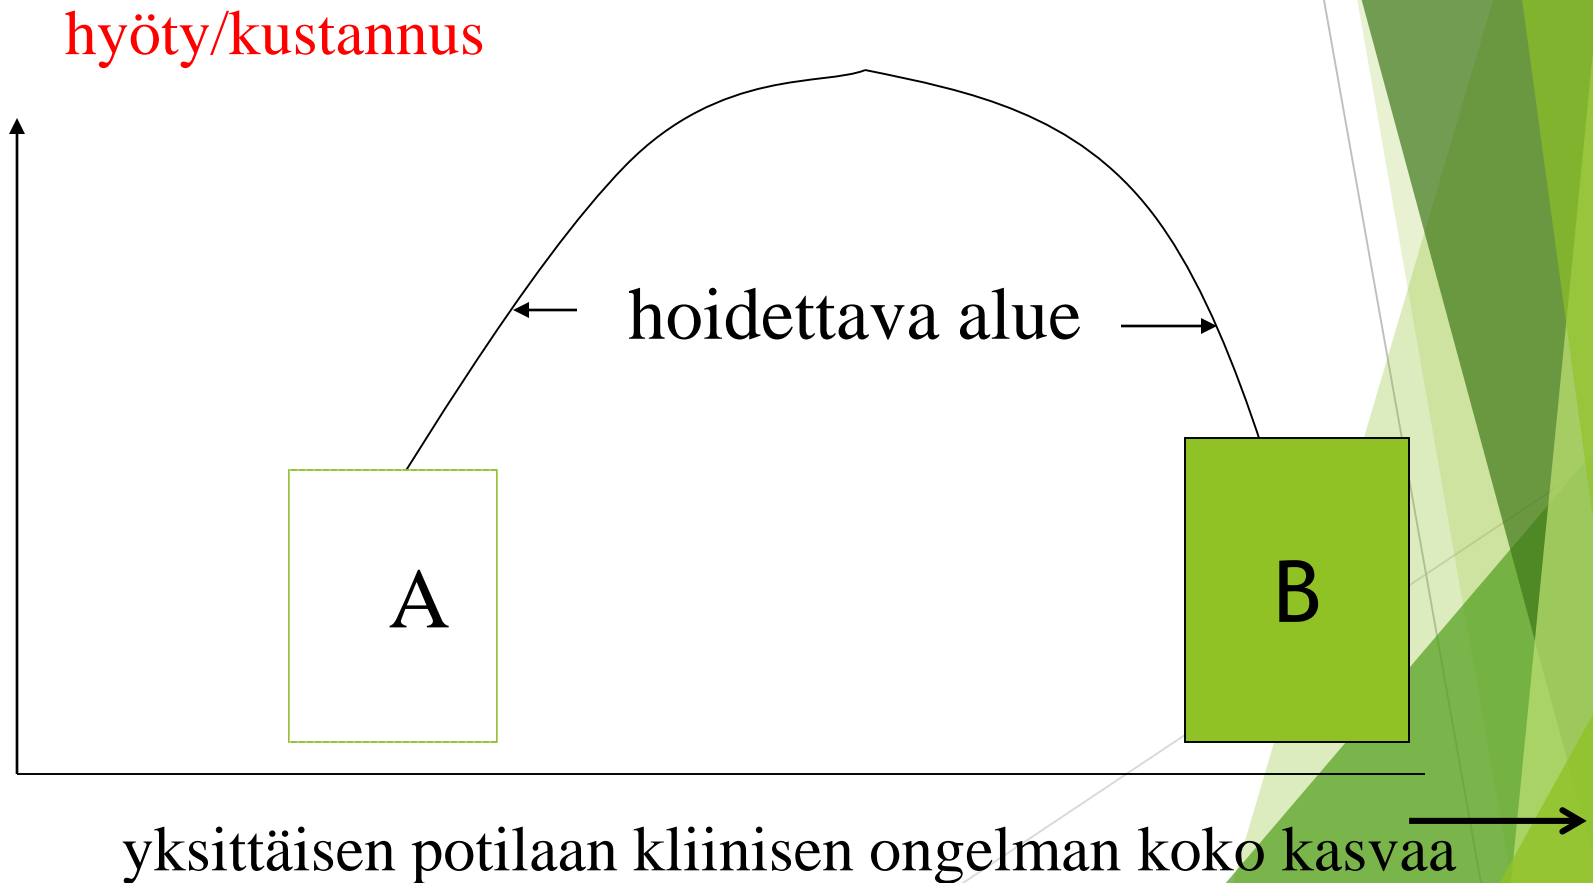 hyöty/kustannus
hoidettava alue
A
B
yksittäisen potilaan kliinisen ongelman koko kasvaa